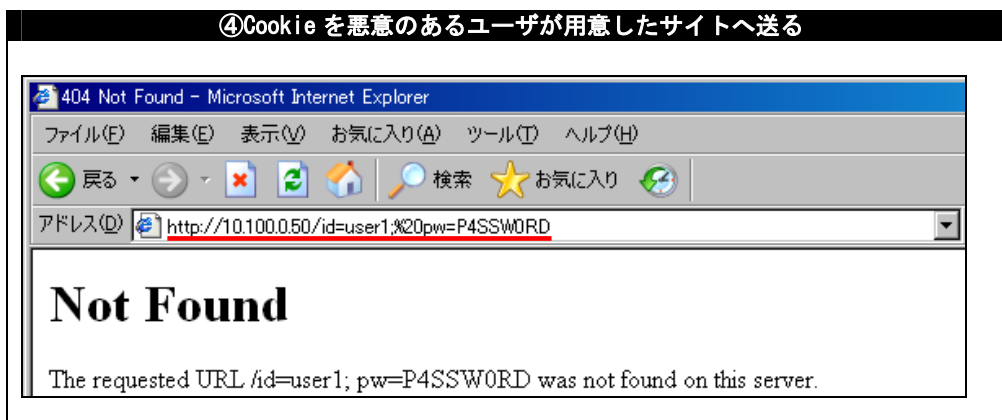 ④Cookie を悪意のあるユーザが用意したサイトへ送る
404 Not Found - Microsoft Internet Explorer
ファイル(F) 編集(E) 表示(V) お気に入り(A) ツール(T) ヘルプ(H)
戻る 検索 お気に入り
アドレス(D) http://10.100.0.50/id=user1;%20pw=P4SSW0RD
Not Found
The requested URL /id=user1; pw=P4SSW0RD was not found on this server.